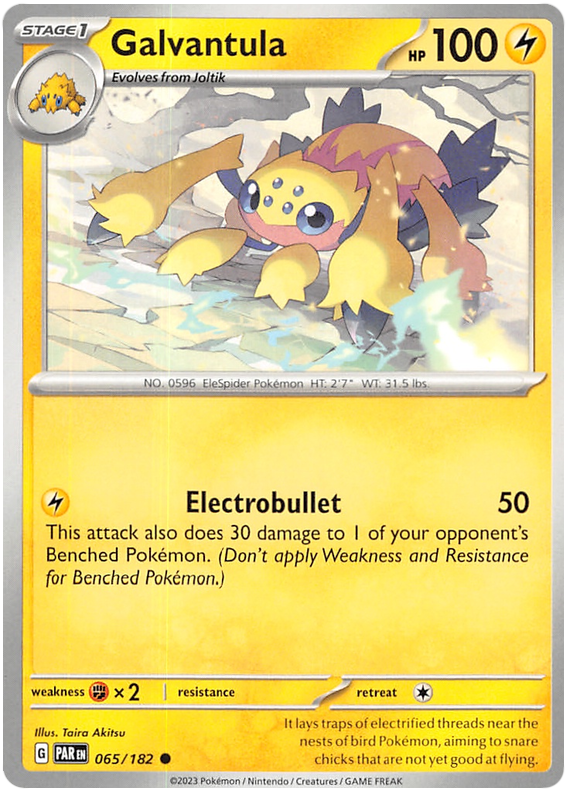 STAGE1
Galvantula
HP 100
Evolves from Joltik
NO. 0596 EleSpider Pokémon HT: 2'7" WT: 31.5 lbs.
Electrobullet 50
This attack also does 30 damage to 1 of your opponent's
Benched Pokémon. (Don't apply Weakness and Resistance
for Benched Pokémon.)
weakness ×2 resistance retreat
Illus. Taira Akitsu
G PAR EN 065/182
It lays traps of electrified threads near the
nests of bird Pokémon, aiming to snare
chicks that are not yet good at flying.
©2023 Pokémon / Nintendo / Creatures / GAME FREAK